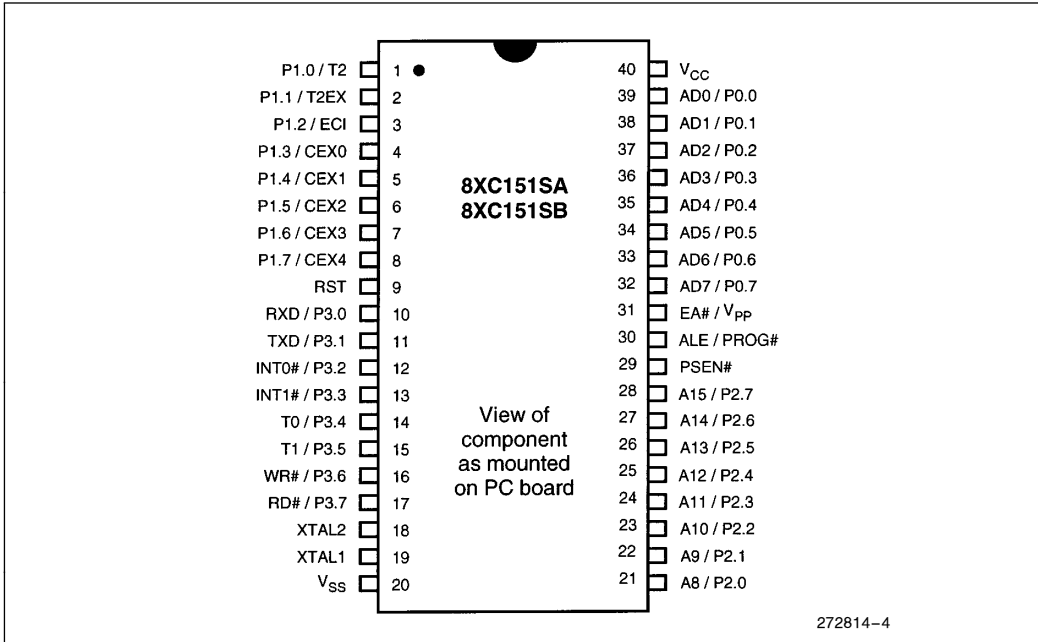 P1.0 / T2 1 40 VCC
P1.1 / T2EX 2 39 AD0 / P0.0
P1.2 / ECI 3 38 AD1 / P0.1
P1.3 / CEX0 4 37 AD2 / P0.2
P1.4 / CEX1 5 36 AD3 / P0.3
P1.5 / CEX2 6 35 AD4 / P0.4
P1.6 / CEX3 7 34 AD5 / P0.5
P1.7 / CEX4 8 33 AD6 / P0.6
RST 9 32 AD7 / P0.7
RXD / P3.0 10 31 EA# / VPP
TXD / P3.1 11 30 ALE / PROG#
INT0# / P3.2 12 29 PSEN#
INT1# / P3.3 13 28 A15 / P2.7
T0 / P3.4 14 27 A14 / P2.6
T1 / P3.5 15 26 A13 / P2.5
WR# / P3.6 16 25 A12 / P2.4
RD# / P3.7 17 24 A11 / P2.3
XTAL2 18 23 A10 / P2.2
XTAL1 19 22 A9 / P2.1
VSS 20 21 A8 / P2.0
8XC151SA
8XC151SB
View of
component
as mounted
on PC board
272814–4